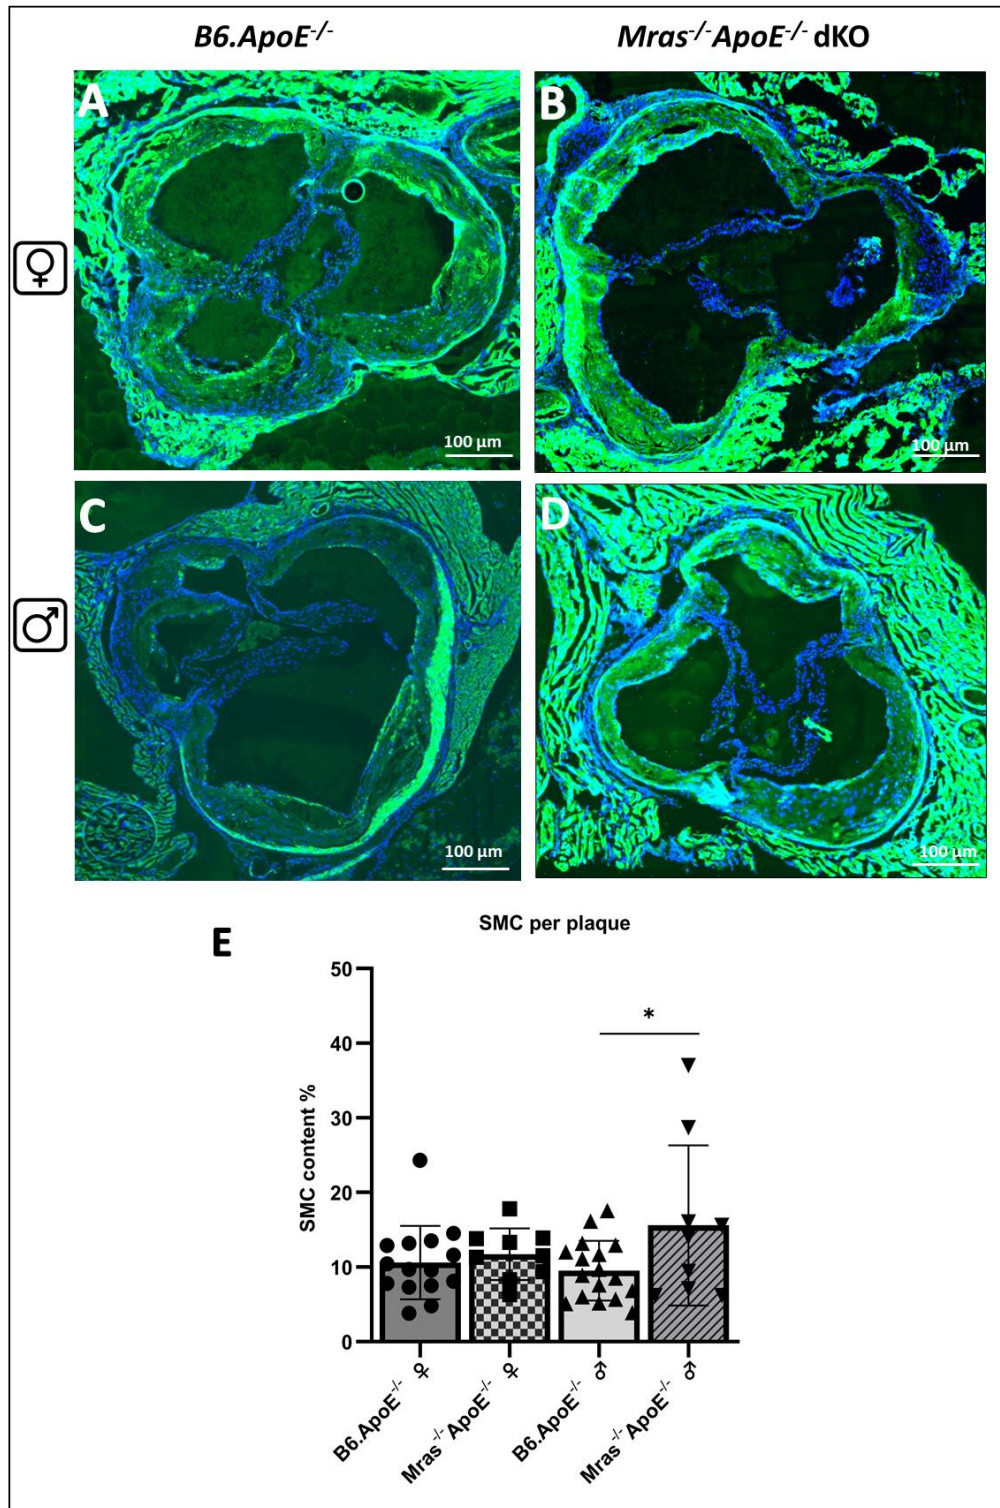 B6.ApoE-/- Mras-/-ApoE-/- dKO
A B
♀
100 µm 100 µm
C D
♂
100 µm 100 µm
E
SMC per plaque
50
40
30
20
10
0
SMC content %
*
B6.ApoE-/- ♀
Mras-/-ApoE-/- ♀
B6.ApoE-/- ♂
Mras-/-ApoE-/- ♂